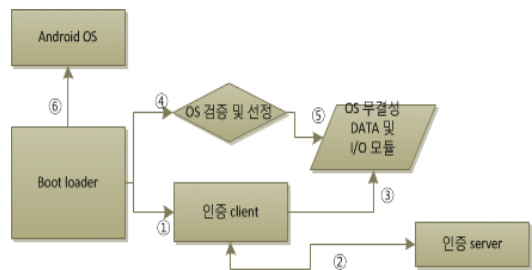 Android OS
⑥
④
OS 검증 및 선정
⑤
OS 무결성
DATA 및
I/O 모듈
Boot loader
①
인증 client
③
②
인증 server